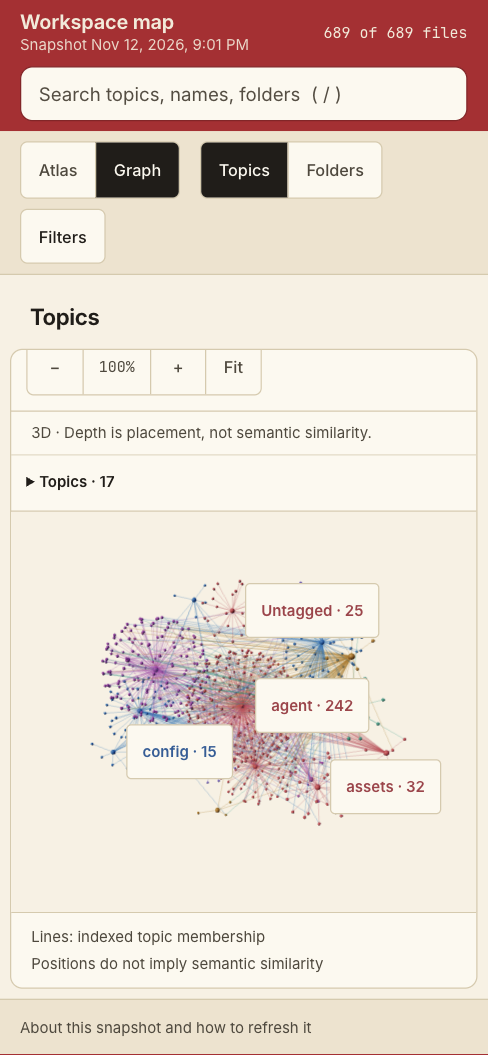 Workspace map
Snapshot Nov 12, 2026, 9:01 PM
689 of 689 files
Search topics, names, folders ( / )
Atlas
Graph
Topics
Folders
Filters
Topics
−
100%
+
Fit
3D · Depth is placement, not semantic similarity.
▶ Topics · 17
Untagged · 25
agent · 242
config · 15
assets · 32
Lines: indexed topic membership
Positions do not imply semantic similarity
About this snapshot and how to refresh it